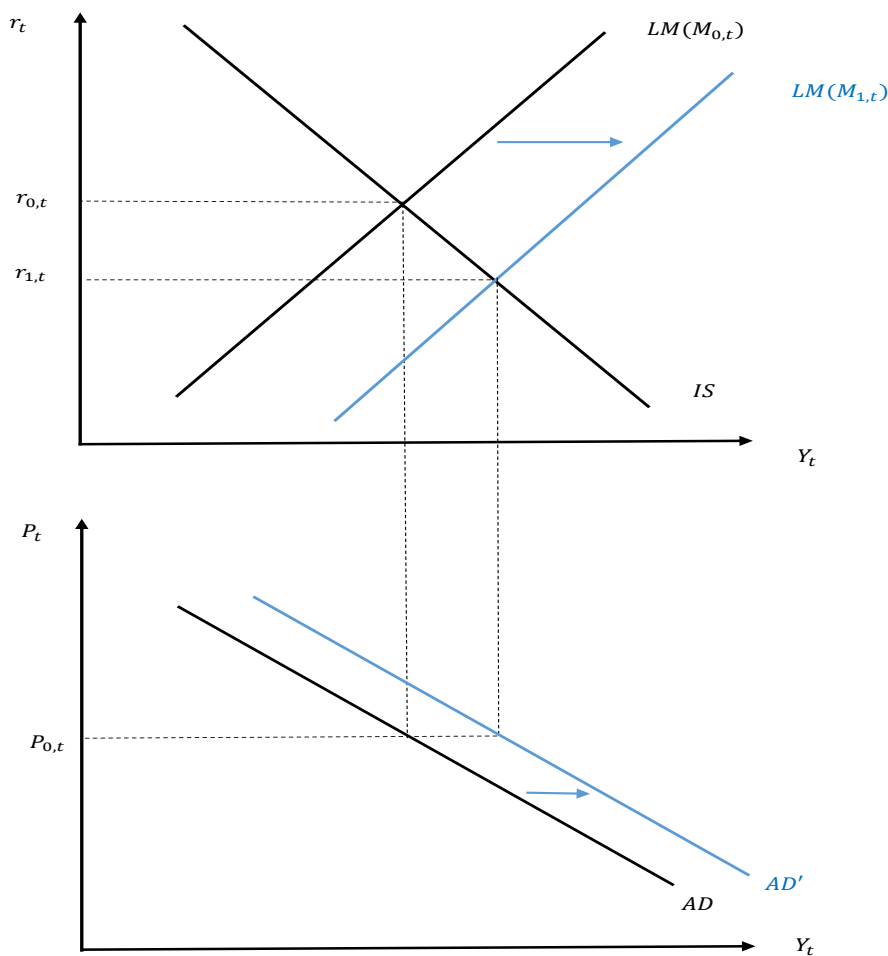 r_t
LM(M_{0,t})
LM(M_{1,t})
r_{0,t}
r_{1,t}
IS
Y_t
P_t
P_{0,t}
AD'
AD
Y_t